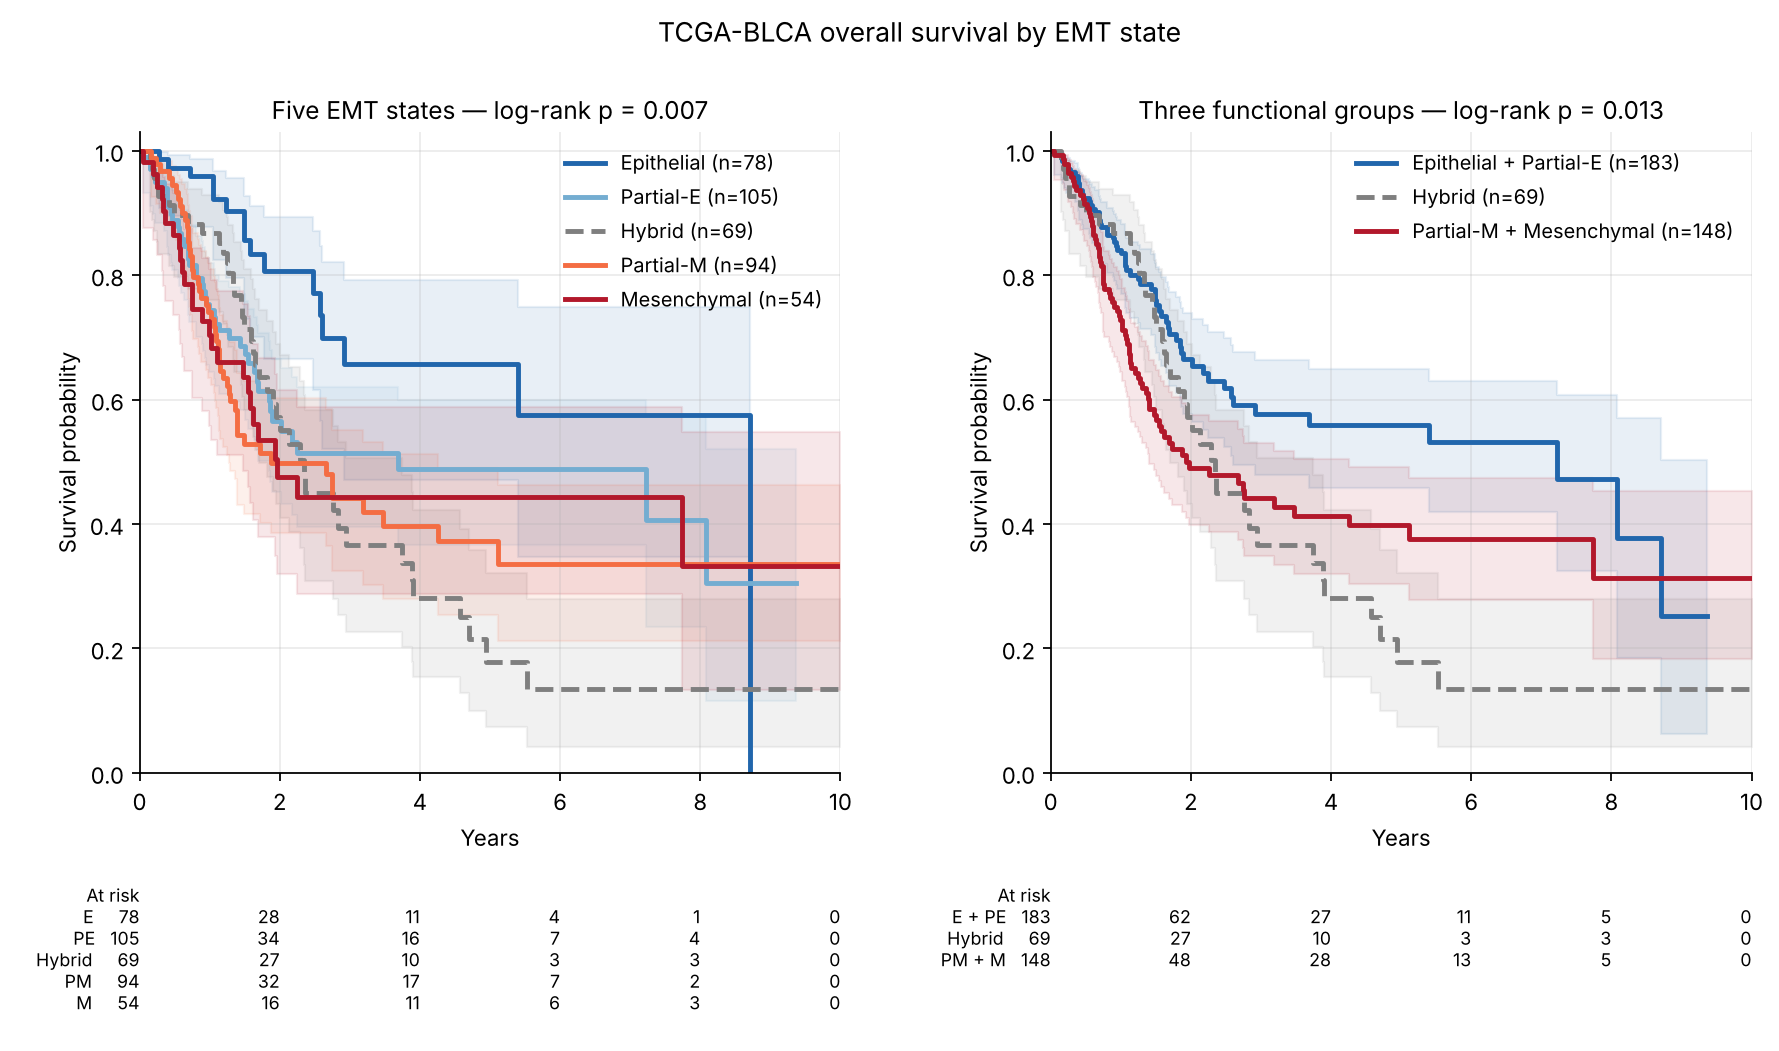 TCGA-BLCA overall survival by EMT state
Five EMT states — log-rank p = 0.007
Survival probability
1.0
0.8
0.6
0.4
0.2
0.0
Epithelial (n=78)
Partial-E (n=105)
Hybrid (n=69)
Partial-M (n=94)
Mesenchymal (n=54)
0 2 4 6 8 10
Years
At risk
E 78 28 11 4 1 0
PE 105 34 16 7 4 0
Hybrid 69 27 10 3 3 0
PM 94 32 17 7 2 0
M 54 16 11 6 3 0
Three functional groups — log-rank p = 0.013
Survival probability
1.0
0.8
0.6
0.4
0.2
0.0
Epithelial + Partial-E (n=183)
Hybrid (n=69)
Partial-M + Mesenchymal (n=148)
0 2 4 6 8 10
Years
At risk
E + PE 183 62 27 11 5 0
Hybrid 69 27 10 3 3 0
PM + M 148 48 28 13 5 0